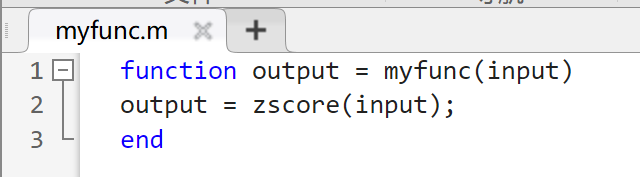 myfunc.m
1 function output = myfunc(input)
2 output = zscore(input);
3 end